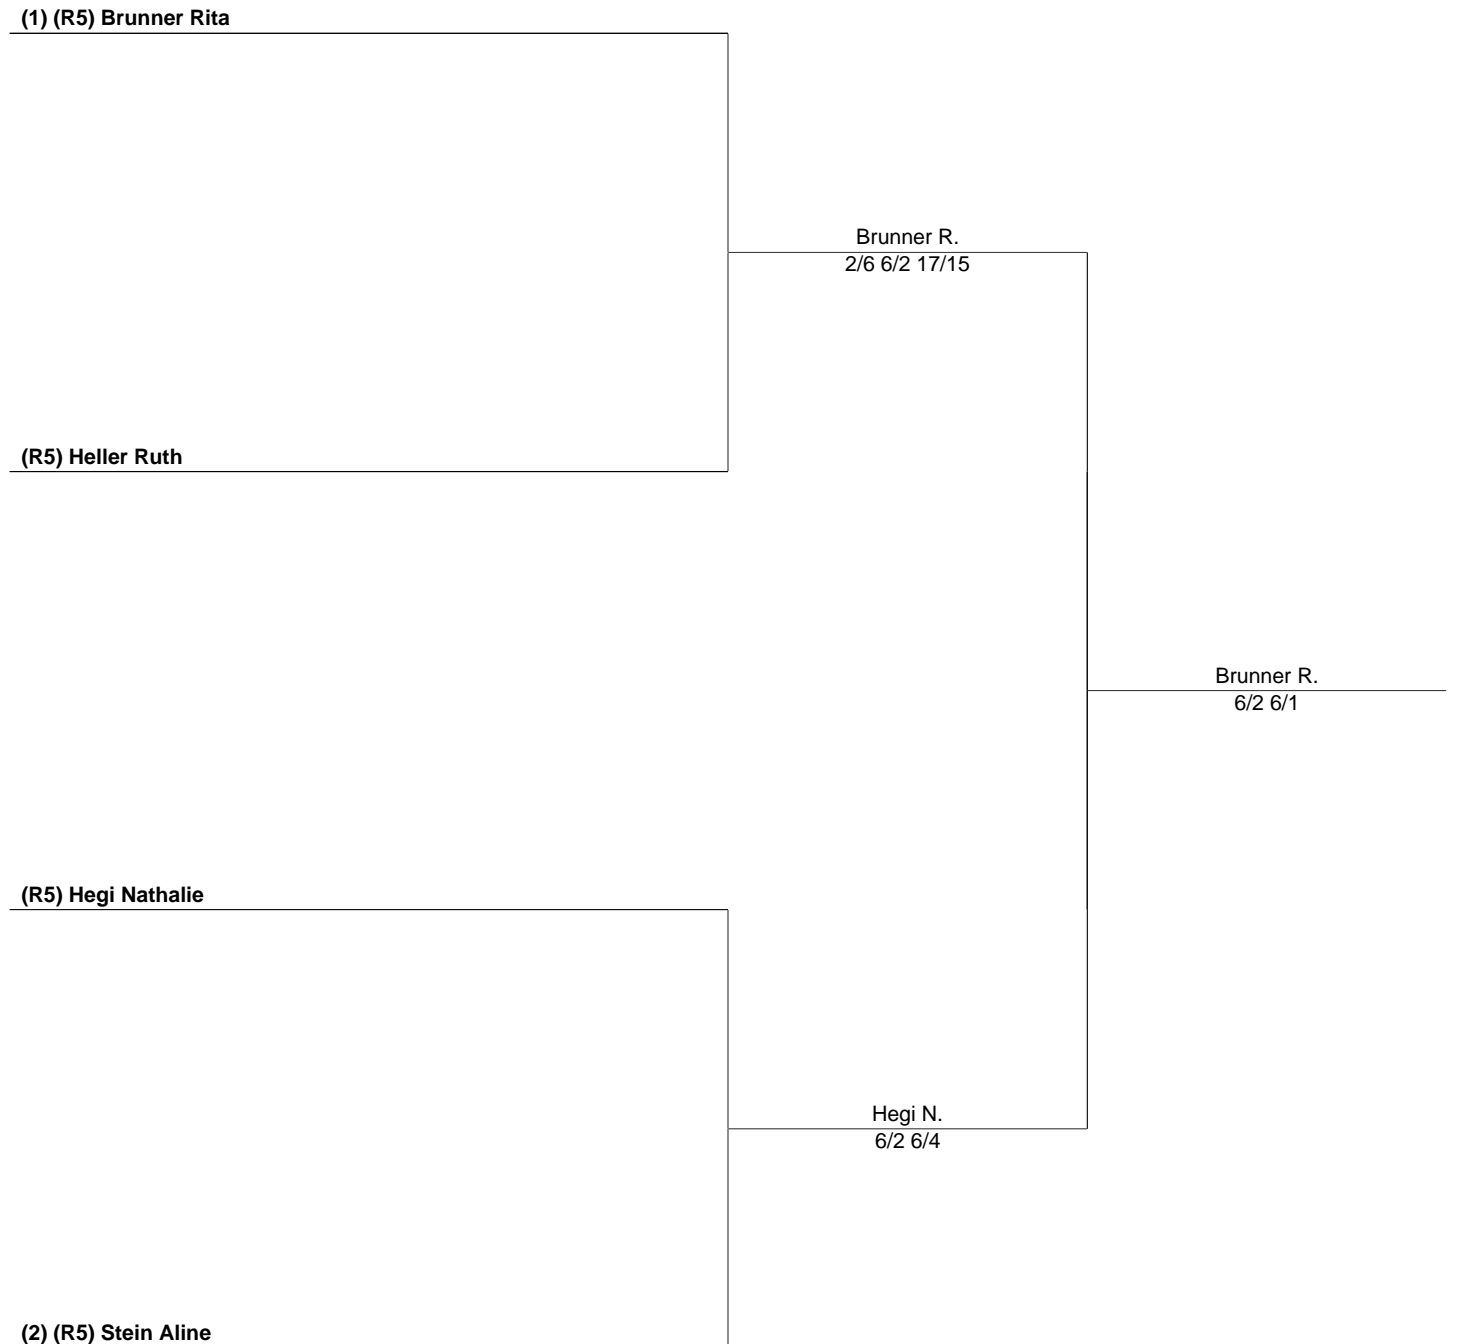 (1) (R5) Brunner Rita
Brunner R.
2/6 6/2 17/15
(R5) Heller Ruth
Brunner R.
6/2 6/1
(R5) Hegi Nathalie
Hegi N.
6/2 6/4
(2) (R5) Stein Aline